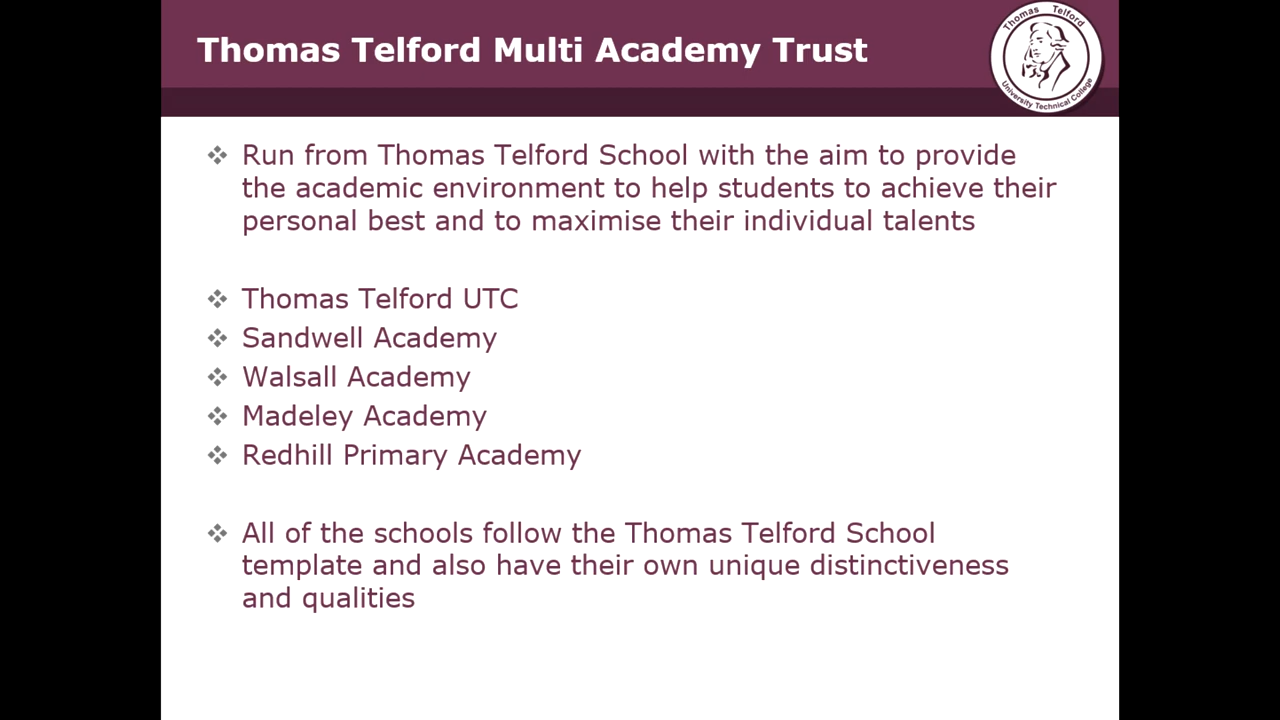 Thomas Telford Multi Academy Trust
Thomas Telford
University Technical College
Run from Thomas Telford School with the aim to provide
the academic environment to help students to achieve their
personal best and to maximise their individual talents
Thomas Telford UTC
Sandwell Academy
Walsall Academy
Madeley Academy
Redhill Primary Academy
All of the schools follow the Thomas Telford School
template and also have their own unique distinctiveness
and qualities